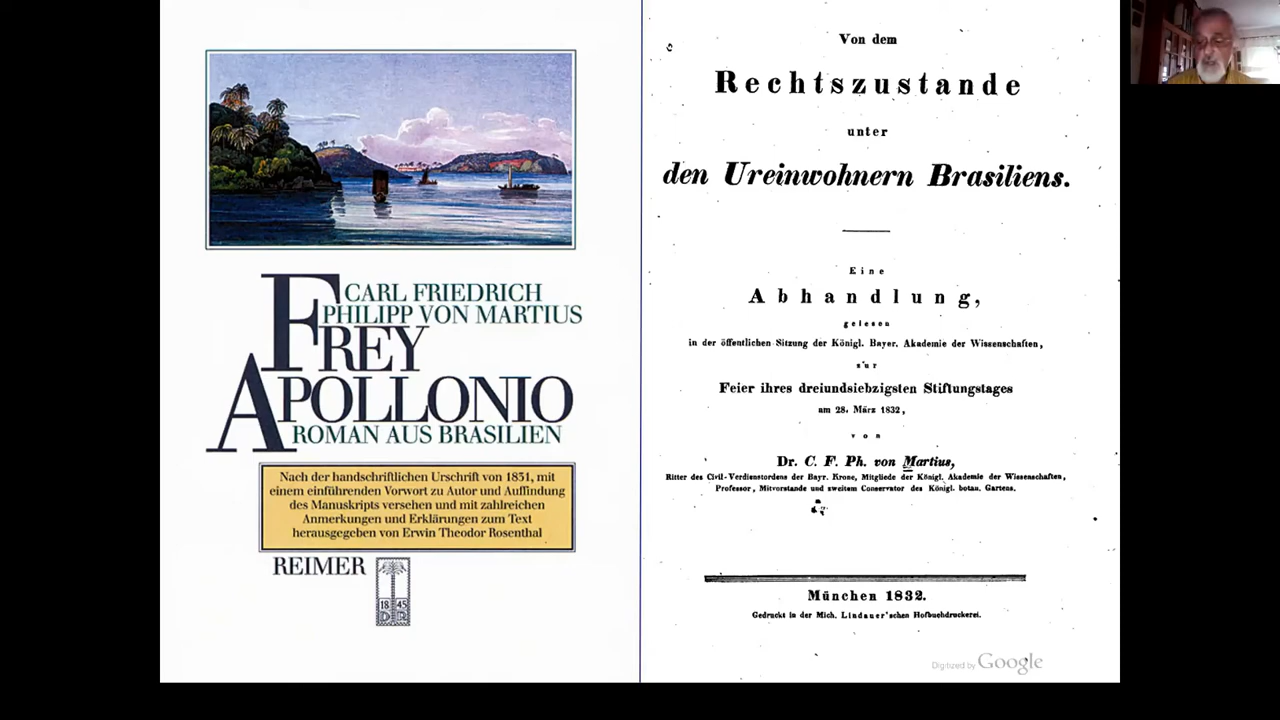 CARL FRIEDRICH
PHILIPP VON MARTIUS
FREY
APOLLONIO
ROMAN AUS BRASILIEN
Nach der handschriftlichen Urschrift von 1831, mit
einem einführenden Vorwort zu Autor und Auffindung
des Manuskripts versehen und mit zahlreichen
Anmerkungen und Erklärungen zum Text
herausgegeben von Erwin Theodor Rosenthal
REIMER
18 45
D R
Von dem
Rechtszustande
unter
den Ureinwohnern Brasiliens.
Eine
Abhandlung,
gelesen
in der öffentlichen Sitzung der Königl. Bayer. Akademie der Wissenschaften,
zur
Feier ihres dreiundsiebzigsten Stiftungstages
am 28. März 1832,
von
Dr. C. F. Ph. von Martius,
Ritter des Civil-Verdienstordens der Bayr. Krone, Mitgliede der Königl. Akademie der Wissenschaften,
Professor, Mitvorstande und zweitem Conservator des Königl. botan. Gartens.
München 1832.
Gedruckt in der Mich. Lindauer'schen Hofbuchdruckerei.
Digitized by Google